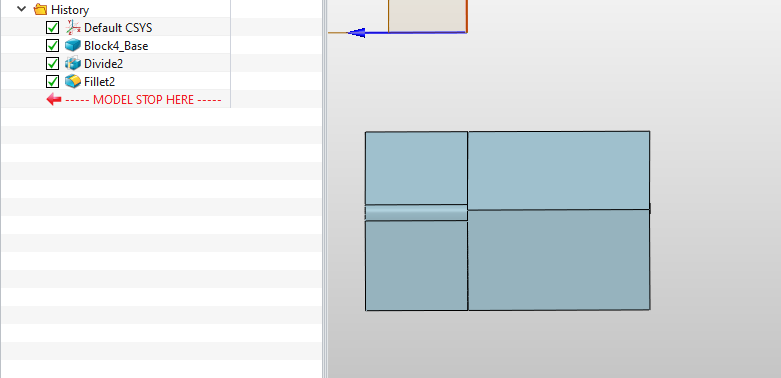 History
Default CSYS
Block4_Base
Divide2
Fillet2
----- MODEL STOP HERE -----